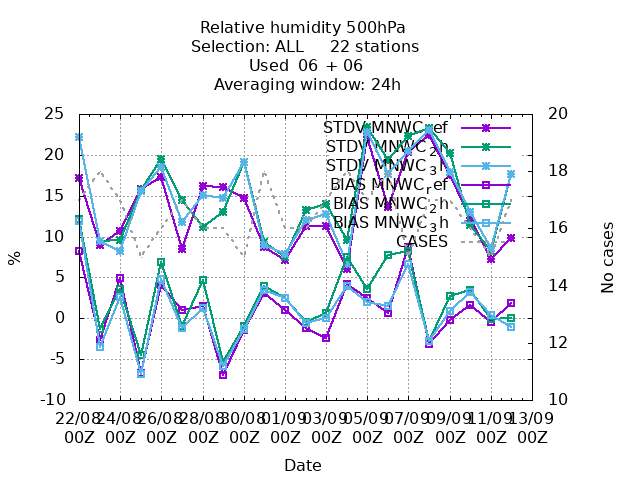 Relative humidity 500hPa
Selection: ALL 22 stations
Used 06 + 06
Averaging window: 24h
25 20
20 18
15 16
10
5 14
0
-5 12
-10 10
STDV MNWC_ref
STDV MNWC_2h
STDV MNWC_3h
BIAS MNWC_ref
BIAS MNWC_2h
BIAS MNWC_3h
CASES
%
No cases
22/08 24/08 26/08 28/08 30/08 01/09 03/09 05/09 07/09 09/09 11/09 13/09
00Z 00Z 00Z 00Z 00Z 00Z 00Z 00Z 00Z 00Z 00Z 00Z
Date